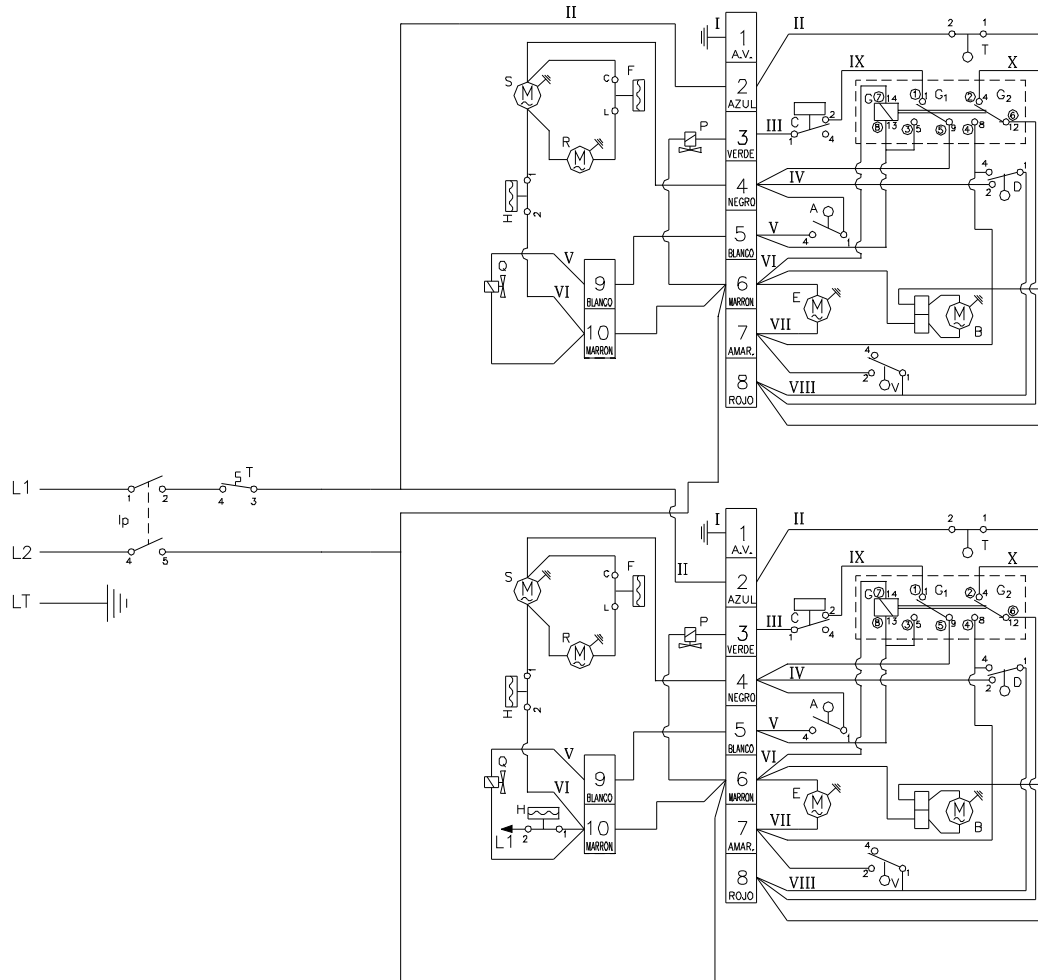 II
I
II
2
1
T
1
A.V.
S
M
C
F
L
R
M
IX
X
G
7
14
1
1
G1
2
4
G2
6
8
13
3
5
5
9
4
8
12
2
AZUL
P
III
C
2
1
4
3
VERDE
H
1
2
IV
4
NEGRO
4
2
1
D
A
V
4
1
5
BLANCO
Q
V
VI
9
BLANCO
VI
6
MARRON
E
M
M
B
10
MARRON
VII
7
AMAR.
4
2
V
1
8
ROJO
VIII
L1
1
2
4
S
T
3
Ip
L2
4
5
LT
I
II
2
1
T
1
A.V.
S
M
C
F
L
R
M
II
IX
X
G
7
14
1
1
G1
2
4
G2
6
8
13
3
5
5
9
4
8
12
2
AZUL
P
III
C
2
1
4
3
VERDE
H
1
2
IV
4
NEGRO
4
2
1
D
A
V
4
1
5
BLANCO
Q
V
VI
9
BLANCO
VI
6
MARRON
E
M
M
B
H
L1
2
1
10
MARRON
VII
7
AMAR.
4
2
V
1
8
ROJO
VIII